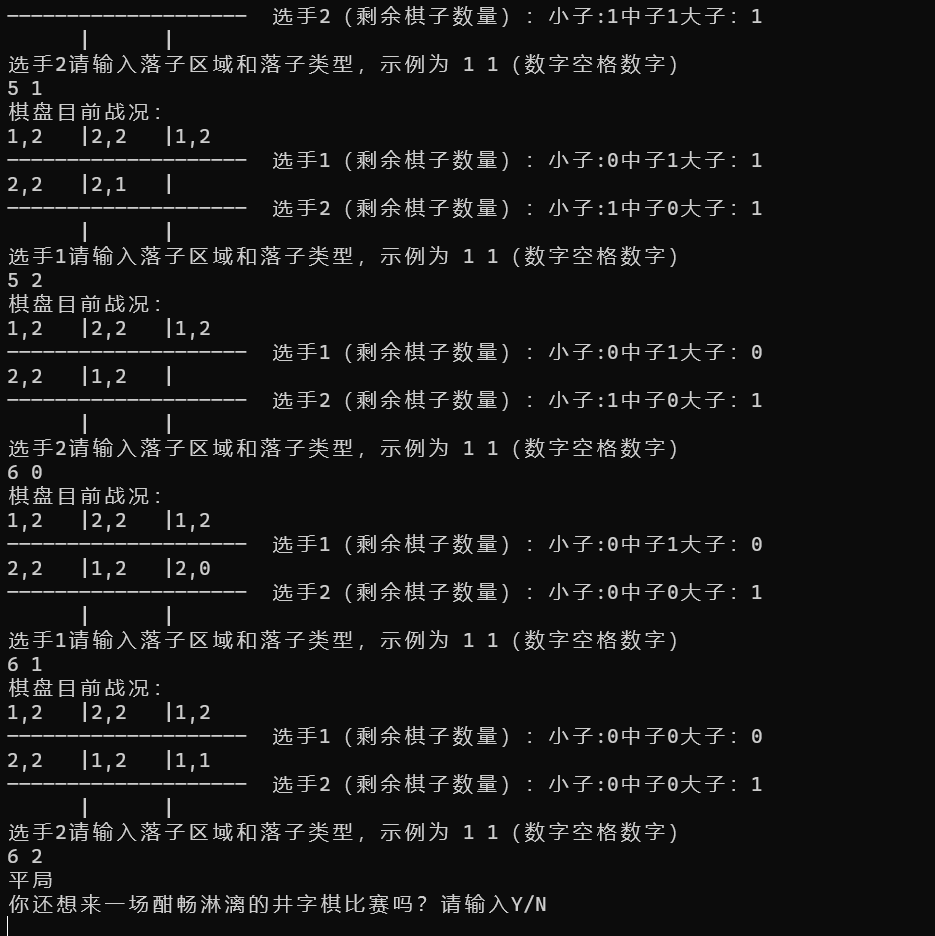 ———————————————————— 选手2（剩余棋子数量）：小子:1中子1大子：1
| |
选手2请输入落子区域和落子类型，示例为 1 1（数字空格数字）
5 1
棋盘目前战况：
1,2 |2,2 |1,2
———————————————————— 选手1（剩余棋子数量）：小子:0中子1大子：1
2,2 |2,1 |
———————————————————— 选手2（剩余棋子数量）：小子:1中子0大子：1
| |
选手1请输入落子区域和落子类型，示例为 1 1（数字空格数字）
5 2
棋盘目前战况：
1,2 |2,2 |1,2
———————————————————— 选手1（剩余棋子数量）：小子:0中子1大子：0
2,2 |1,2 |
———————————————————— 选手2（剩余棋子数量）：小子:1中子0大子：1
| |
选手2请输入落子区域和落子类型，示例为 1 1（数字空格数字）
6 0
棋盘目前战况：
1,2 |2,2 |1,2
———————————————————— 选手1（剩余棋子数量）：小子:0中子1大子：0
2,2 |1,2 |2,0
———————————————————— 选手2（剩余棋子数量）：小子:0中子0大子：1
| |
选手1请输入落子区域和落子类型，示例为 1 1（数字空格数字）
6 1
棋盘目前战况：
1,2 |2,2 |1,2
———————————————————— 选手1（剩余棋子数量）：小子:0中子0大子：0
2,2 |1,2 |1,1
———————————————————— 选手2（剩余棋子数量）：小子:0中子0大子：1
| |
选手2请输入落子区域和落子类型，示例为 1 1（数字空格数字）
6 2
平局
你还想来一场酣畅淋漓的井字棋比赛吗？请输入Y/N